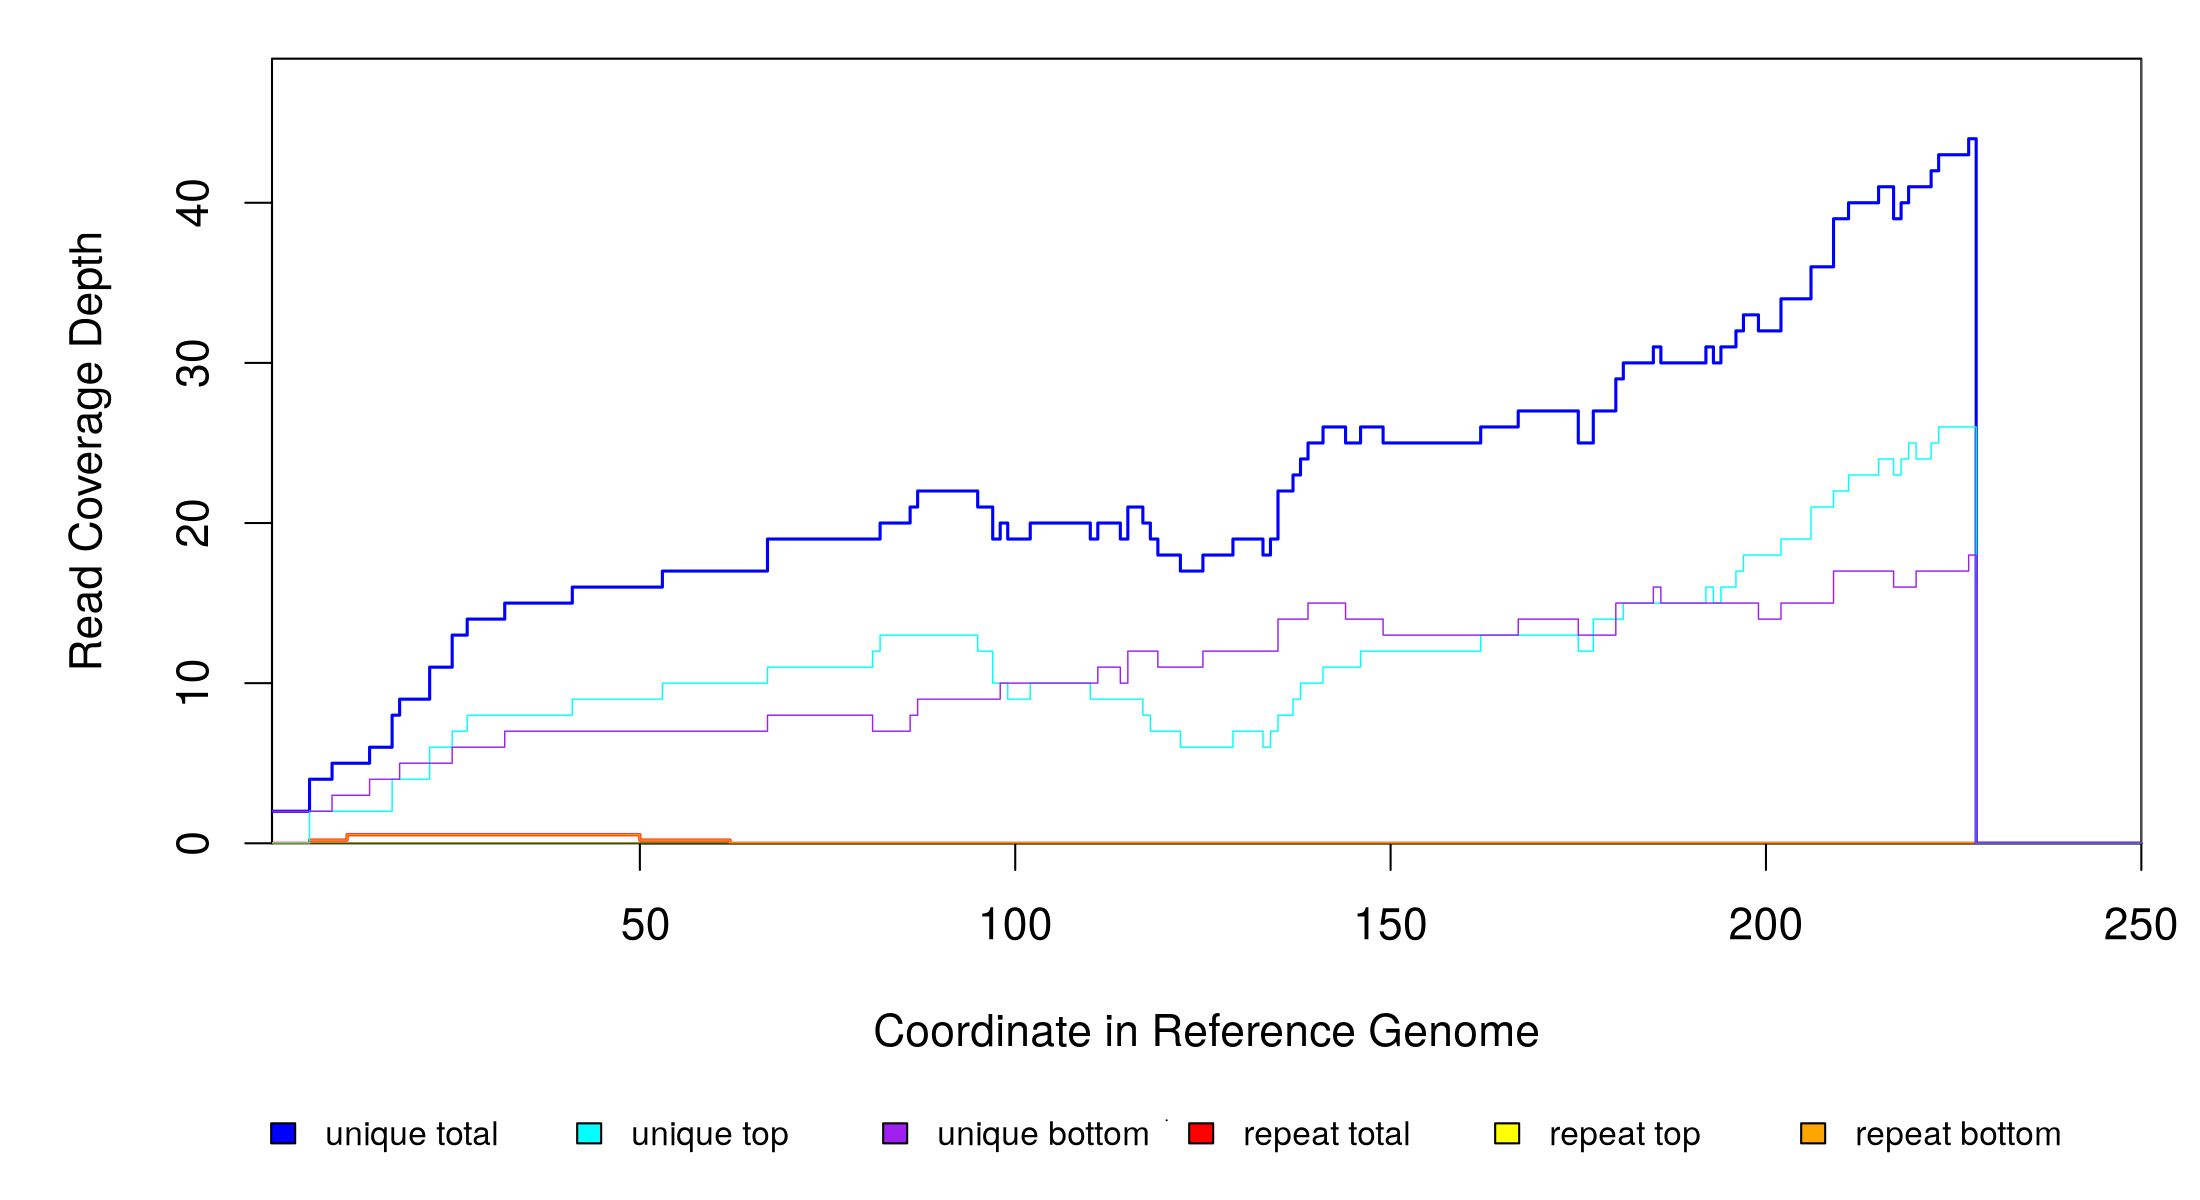 Read Coverage Depth
40
30
20
10
0
50 100 150 200 250
Coordinate in Reference Genome
unique total unique top unique bottom repeat total repeat top repeat bottom